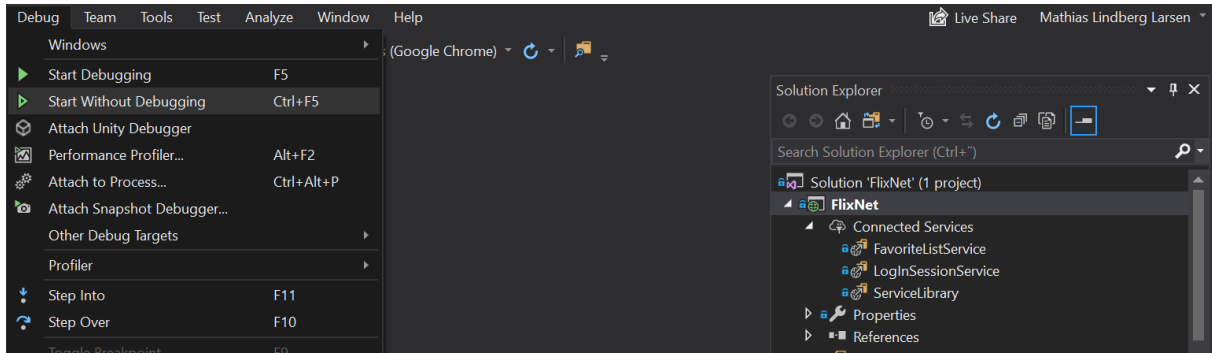 Debug Team Tools Test Analyze Window Help Live Share Mathias Lindberg Larsen
Windows
(Google Chrome)
Start Debugging F5
Start Without Debugging Ctrl+F5
Attach Unity Debugger
Performance Profiler... Alt+F2
Attach to Process... Ctrl+Alt+P
Attach Snapshot Debugger...
Other Debug Targets
Profiler
Step Into F11
Step Over F10
Toggle Breakpoint F9
Solution Explorer
Search Solution Explorer (Ctrl+¨)
Solution 'FlixNet' (1 project)
FlixNet
Connected Services
FavoriteListService
LogInSessionService
ServiceLibrary
Properties
References